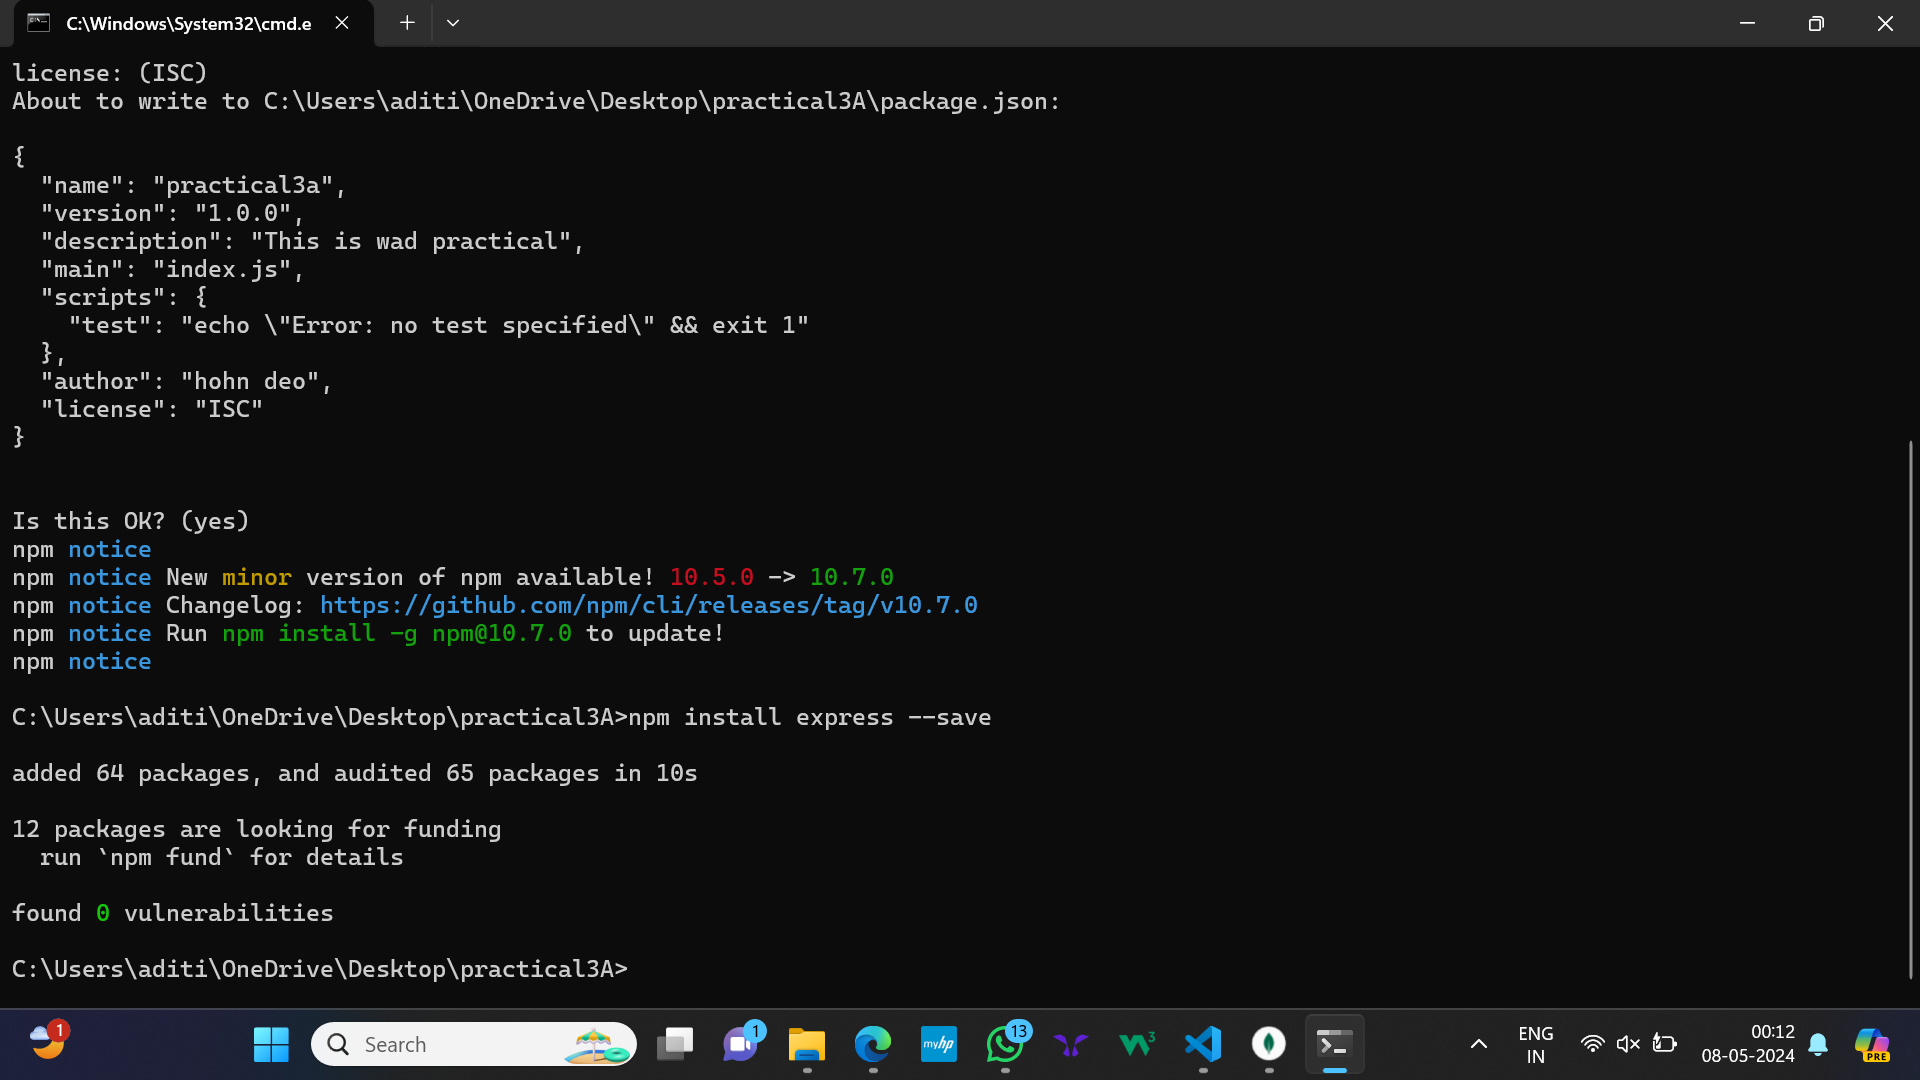 C:\Windows\System32\cmd.e
license: (ISC)
About to write to C:\Users\aditi\OneDrive\Desktop\practical3A\package.json:
{
  "name": "practical3a",
  "version": "1.0.0",
  "description": "This is wad practical",
  "main": "index.js",
  "scripts": {
    "test": "echo \"Error: no test specified\" && exit 1"
  },
  "author": "hohn deo",
  "license": "ISC"
}
Is this OK? (yes)
npm notice
npm notice New minor version of npm available! 10.5.0 -> 10.7.0
npm notice Changelog: https://github.com/npm/cli/releases/tag/v10.7.0
npm notice Run npm install -g npm@10.7.0 to update!
npm notice
C:\Users\aditi\OneDrive\Desktop\practical3A>npm install express --save
added 64 packages, and audited 65 packages in 10s
12 packages are looking for funding
  run `npm fund` for details
found 0 vulnerabilities
C:\Users\aditi\OneDrive\Desktop\practical3A>
1
Search
1
myhp
13
W3
ENG
IN
00:12
08-05-2024
PRE